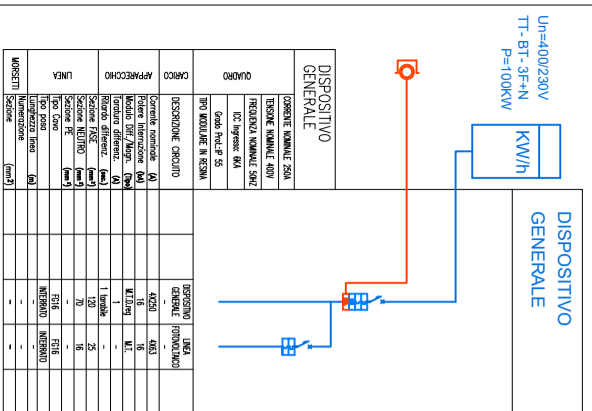 Un=400/230V
TT - BT- 3F+N
P=100KW
KW/h
DISPOSITIVO
GENERALE
DISPOSITIVO
GENERALE
QUADRO
CORRENTE NOMINALE 250A
TENSIONE NOMINALE 400V
FREQUENZA NOMINALE 50HZ
ICC Ingresso: 6KA
Grado Prot.:IP 55
TIPO MODULARE IN RESINA
CARICO
DESCRIZIONE CIRCUITO
DISPOSITIVO
GENERALE
LINEA
FOTOVOLTAICO
APPARECCHIO
Corrente nominale (A) 4X250 4X63
Potere Interruzione (kA) 16 16
Modulo Diff./Magn. (Tipo) M.T.D.reg M.T.
Taratura differenz. (A) 1 -
Ritardo differenz. (sec.) 1 tarabile -
LINEA
Sezione FASE (mm²) 120 25
Sezione NEUTRO (mm²) 70 16
Sezione PE (mm²) - -
Tipo Cavo FG16 FG16
Tipo posa INTERRATO INTERRATO
Lunghezza linea (m) - -
MORSETTI
Numerazione - -
Sezione (mm²) - -